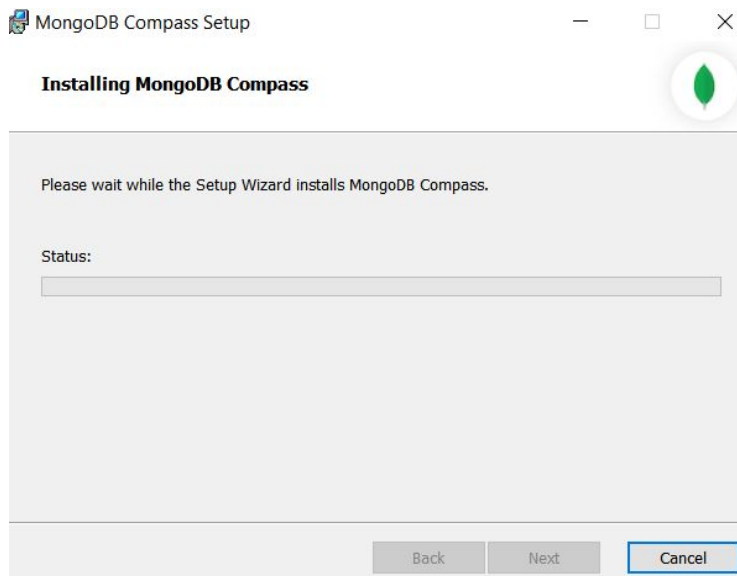 MongoDB Compass Setup
Installing MongoDB Compass
Please wait while the Setup Wizard installs MongoDB Compass.
Status:
Back Next Cancel